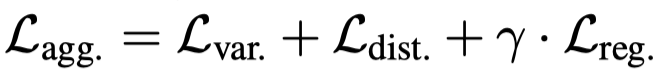 ℒ_agg. = ℒ_var. + ℒ_dist. + γ · ℒ_reg.